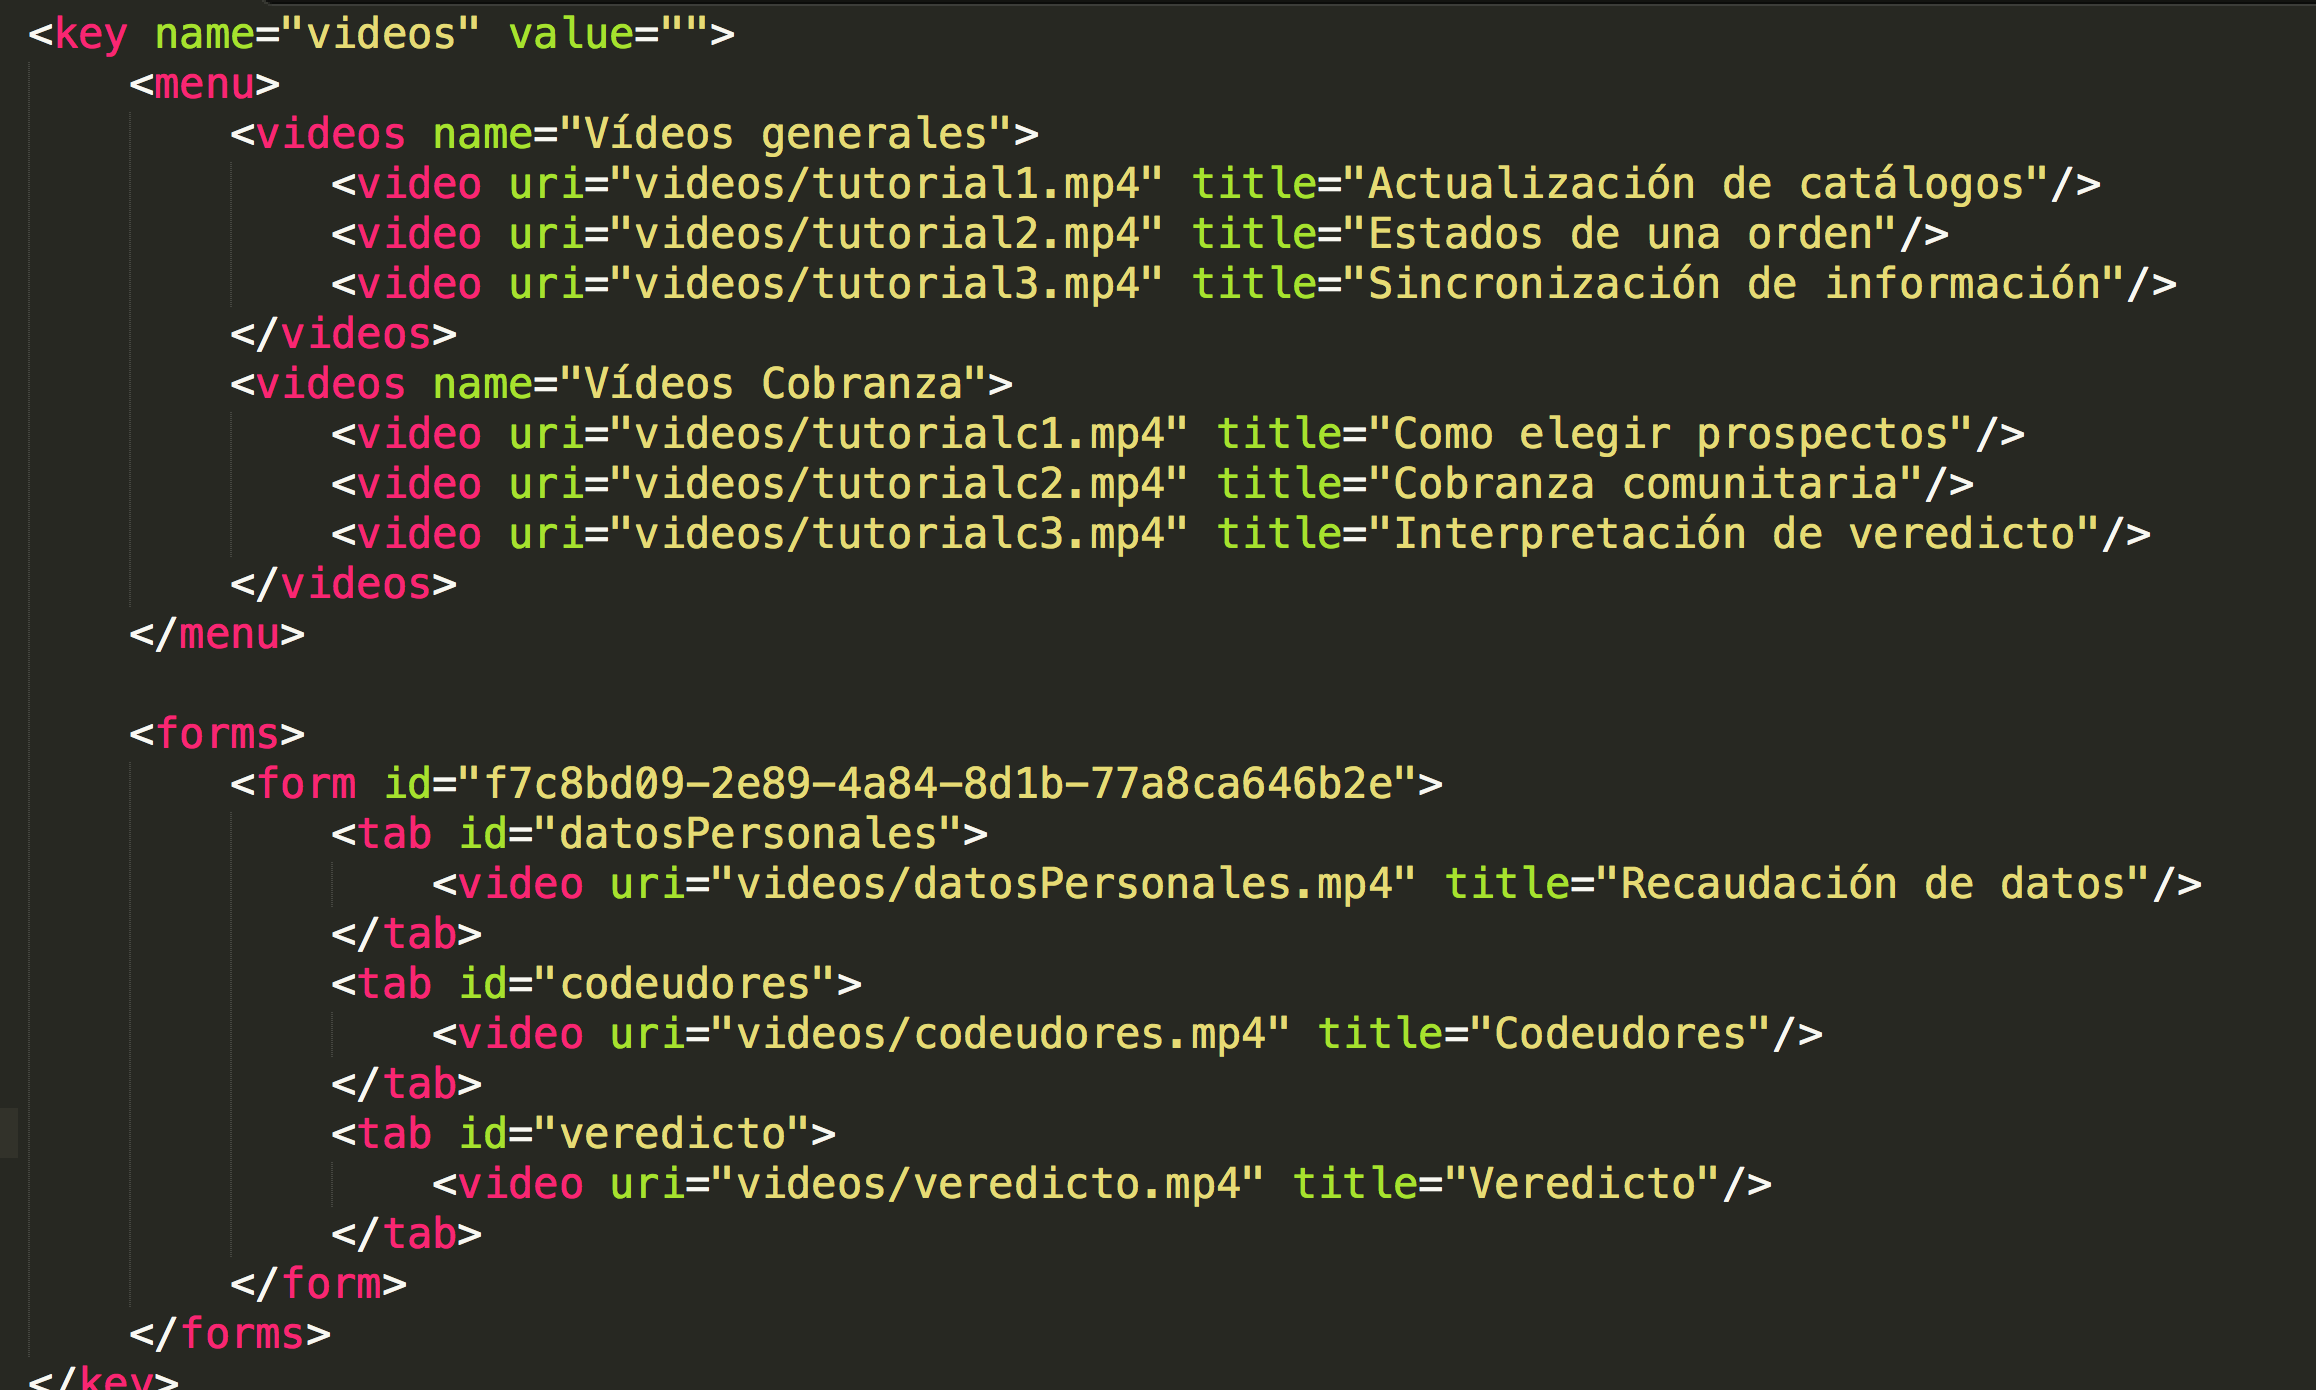 <key name="videos" value="">
<menu>
<videos name="Vídeos generales">
<video uri="videos/tutorial1.mp4" title="Actualización de catálogos"/>
<video uri="videos/tutorial2.mp4" title="Estados de una orden"/>
<video uri="videos/tutorial3.mp4" title="Sincronización de información"/>
</videos>
<videos name="Vídeos Cobranza">
<video uri="videos/tutorialc1.mp4" title="Como elegir prospectos"/>
<video uri="videos/tutorialc2.mp4" title="Cobranza comunitaria"/>
<video uri="videos/tutorialc3.mp4" title="Interpretación de veredicto"/>
</videos>
</menu>
<forms>
<form id="f7c8bd09-2e89-4a84-8d1b-77a8ca646b2e">
<tab id="datosPersonales">
<video uri="videos/datosPersonales.mp4" title="Recaudación de datos"/>
</tab>
<tab id="codeudores">
<video uri="videos/codeudores.mp4" title="Codeudores"/>
</tab>
<tab id="veredicto">
<video uri="videos/veredicto.mp4" title="Veredicto"/>
</tab>
</form>
</forms>
</key>